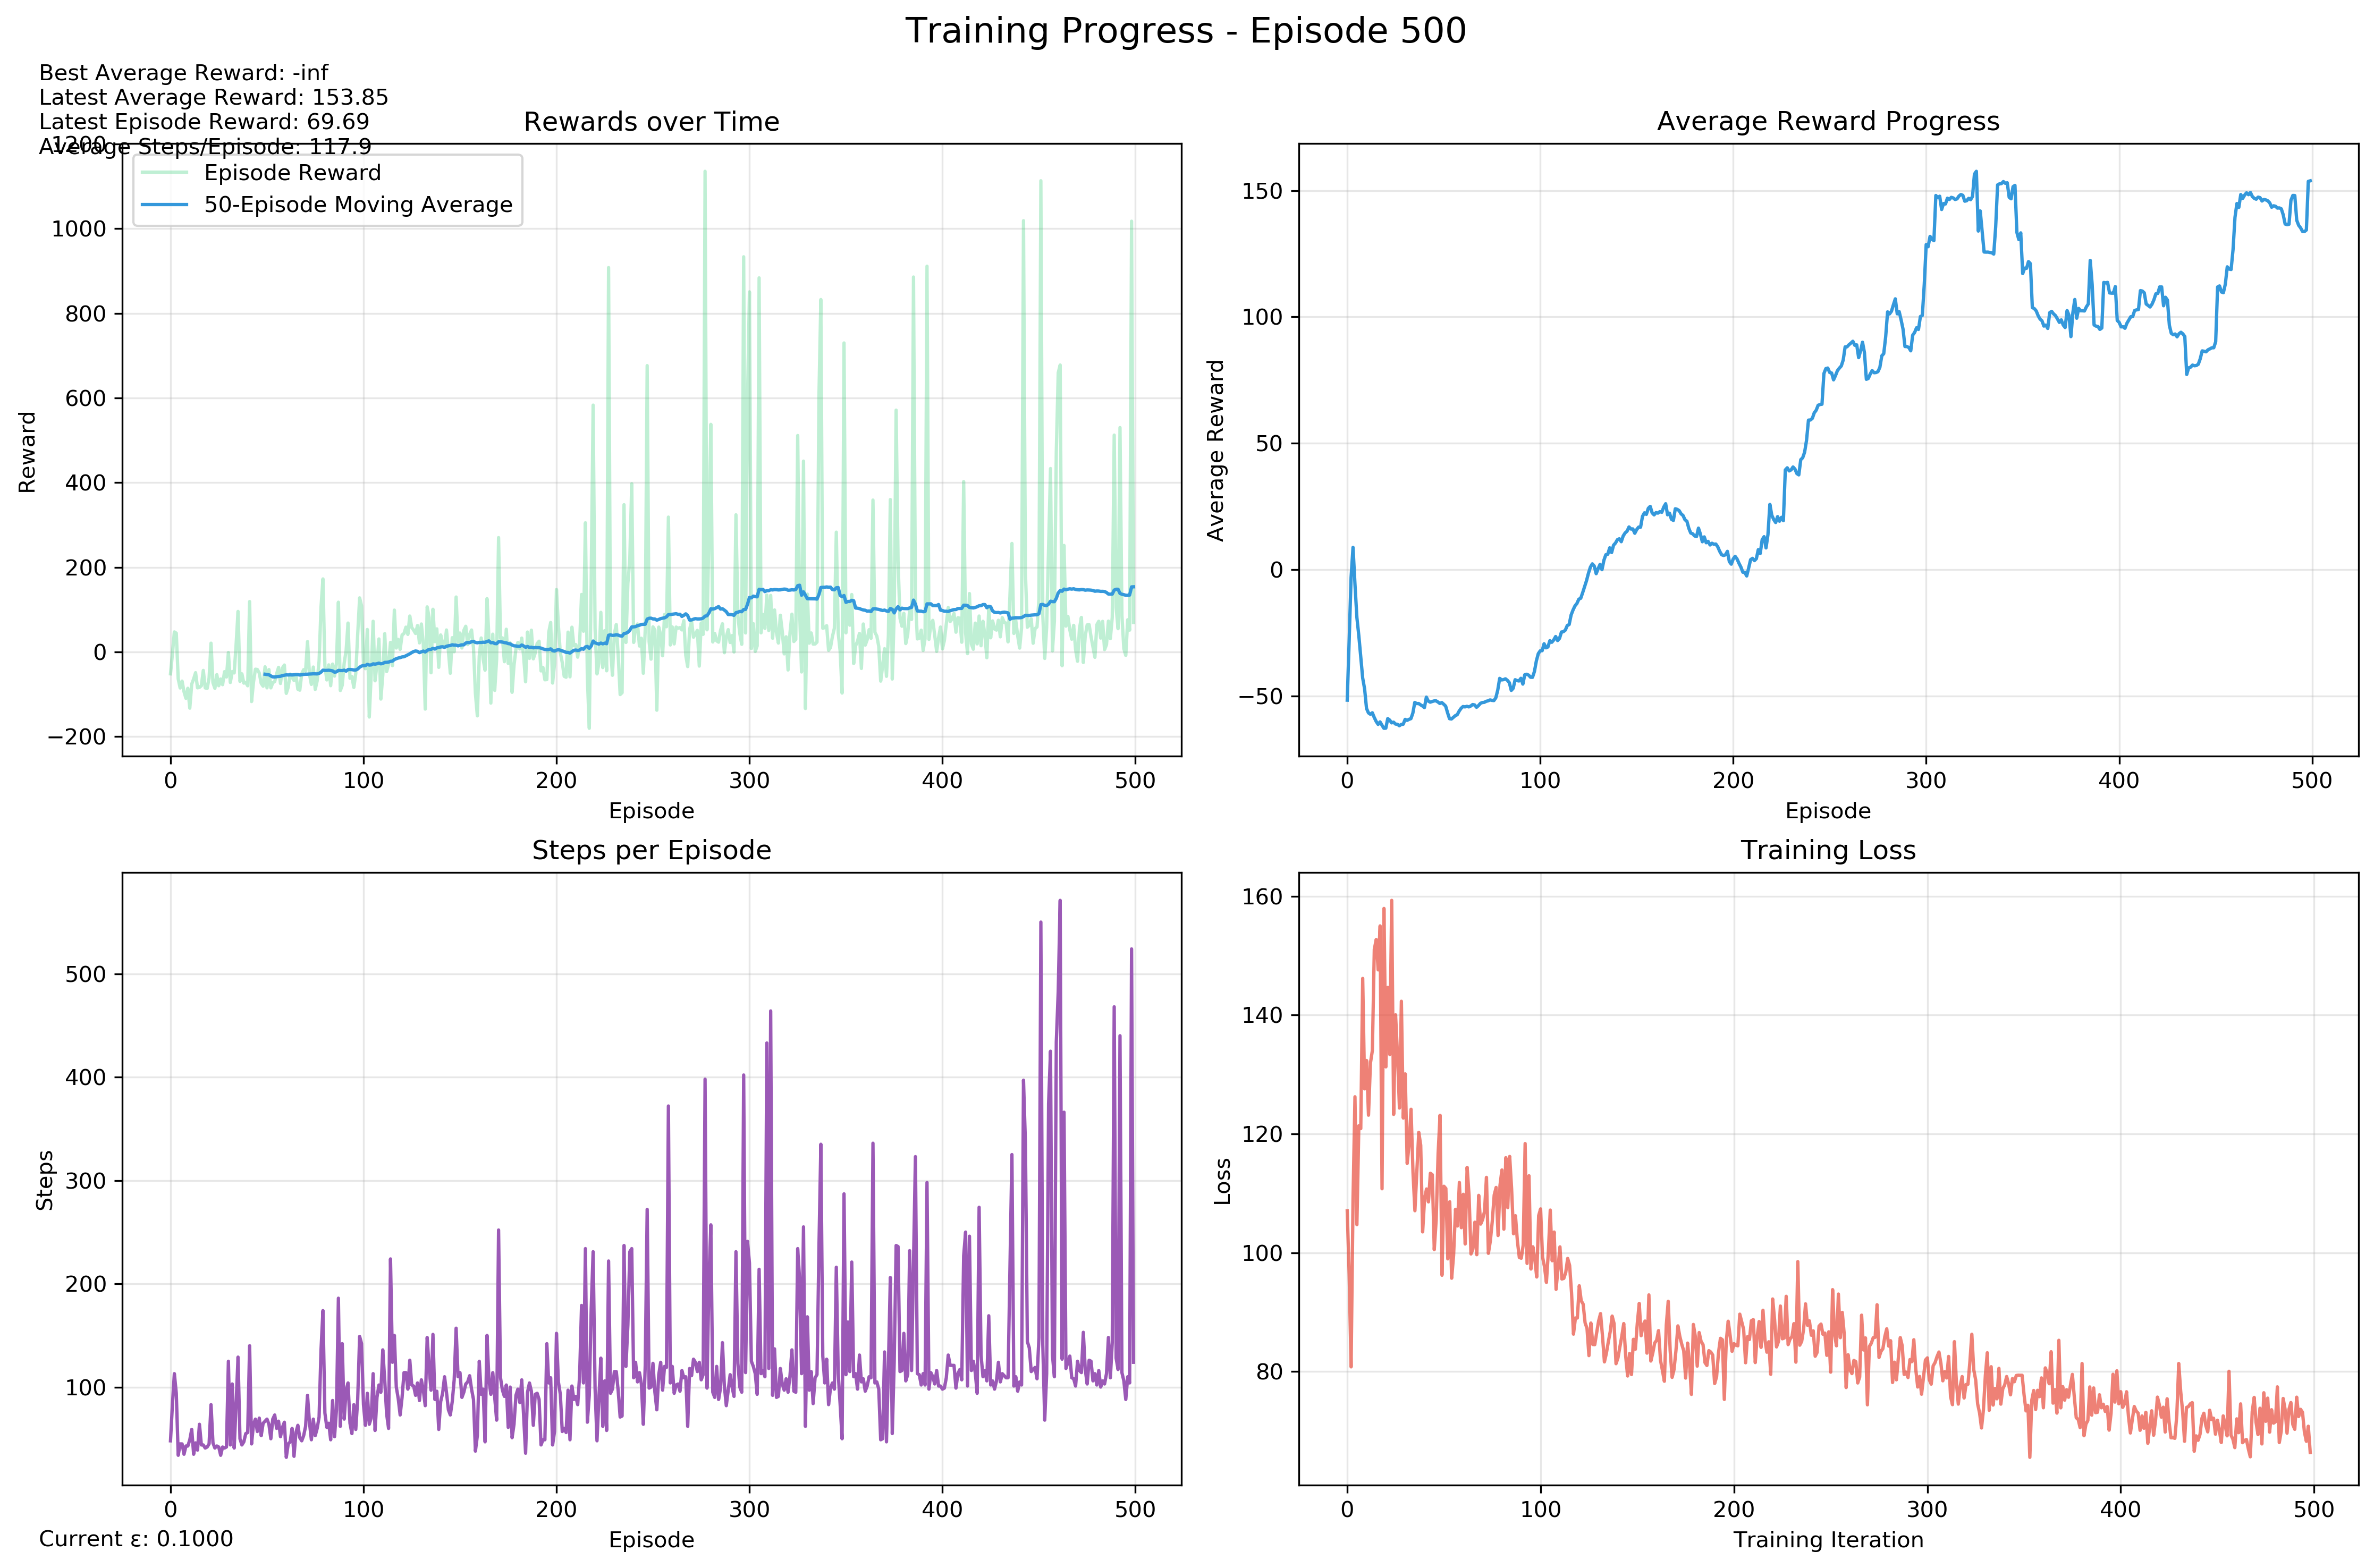 Training Progress - Episode 500
Best Average Reward: -inf
Latest Average Reward: 153.85
Latest Episode Reward: 69.69
Average Steps/Episode: 117.9
Rewards over Time
Episode Reward
50-Episode Moving Average
1200
1000
800
600
400
200
0
−200
Reward
0 100 200 300 400 500
Episode
Average Reward Progress
150
100
50
0
−50
Average Reward
0 100 200 300 400 500
Episode
Steps per Episode
500
400
300
200
100
Steps
0 100 200 300 400 500
Episode
Training Loss
160
140
120
100
80
Loss
0 100 200 300 400 500
Training Iteration
Current ε: 0.1000